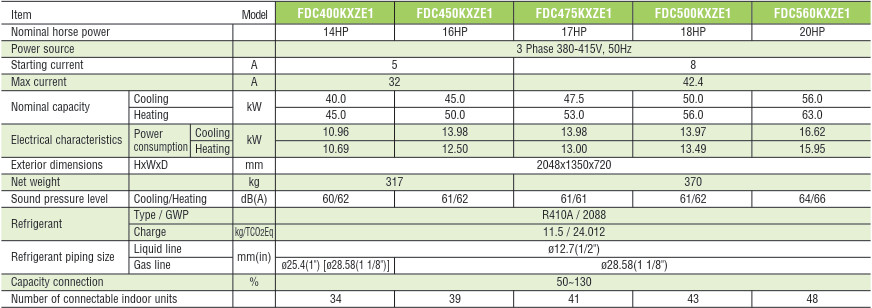 Item Model FDC400KXZE1 FDC450KXZE1 FDC475KXZE1 FDC500KXZE1 FDC560KXZE1
Nominal horse power 14HP 16HP 17HP 18HP 20HP
Power source 3 Phase 380-415V, 50Hz
Starting current A 5 8
Max current A 32 42.4
Nominal capacity Cooling kW 40.0 45.0 47.5 50.0 56.0
Heating 45.0 50.0 53.0 56.0 63.0
Electrical characteristics Power consumption Cooling kW 10.96 13.98 13.98 13.97 16.62
Heating 10.69 12.50 13.00 13.49 15.95
Exterior dimensions HxWxD mm 2048x1350x720
Net weight kg 317 370
Sound pressure level Cooling/Heating dB(A) 60/62 61/62 61/61 61/62 64/66
Refrigerant Type / GWP R410A / 2088
Charge kg/TCO2Eq 11.5 / 24.012
Refrigerant piping size Liquid line mm(in) ø12.7(1/2")
Gas line ø25.4(1") [ø28.58(1 1/8")] ø28.58(1 1/8")
Capacity connection % 50~130
Number of connectable indoor units 34 39 41 43 48